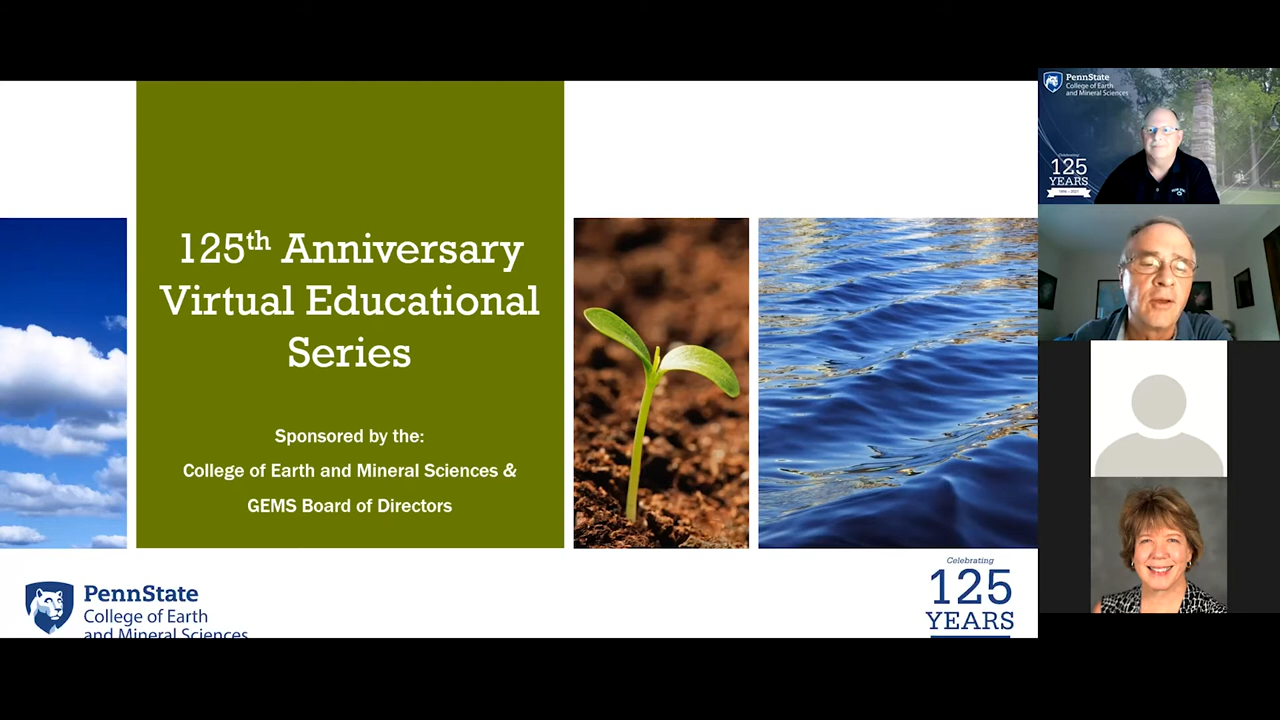 125th Anniversary
Virtual Educational
Series
Sponsored by the:
College of Earth and Mineral Sciences &
GEMS Board of Directors
PennState
College of Earth
and Mineral Sciences
Celebrating
125
YEARS
PennState
College of Earth
and Mineral Sciences
Celebrating
125
YEARS